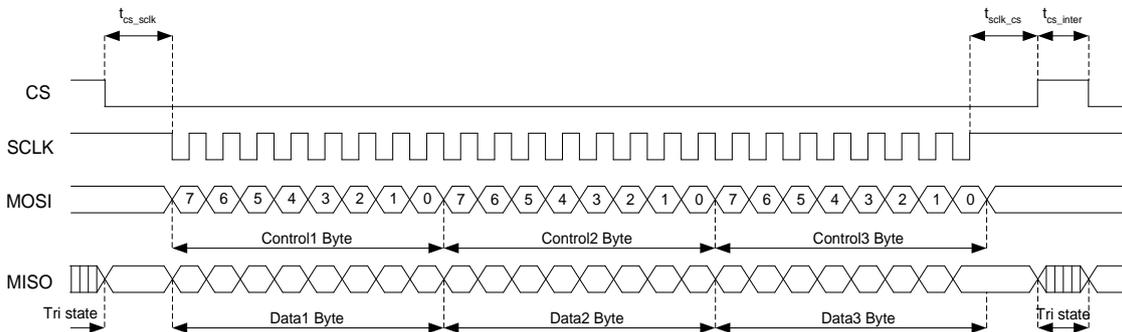 t_cs_sclk t_sclk_cs t_cs_inter
CS
SCLK
MOSI 7 6 5 4 3 2 1 0 7 6 5 4 3 2 1 0 7 6 5 4 3 2 1 0
Control1 Byte Control2 Byte Control3 Byte
MISO
Tri state Data1 Byte Data2 Byte Data3 Byte Tri state